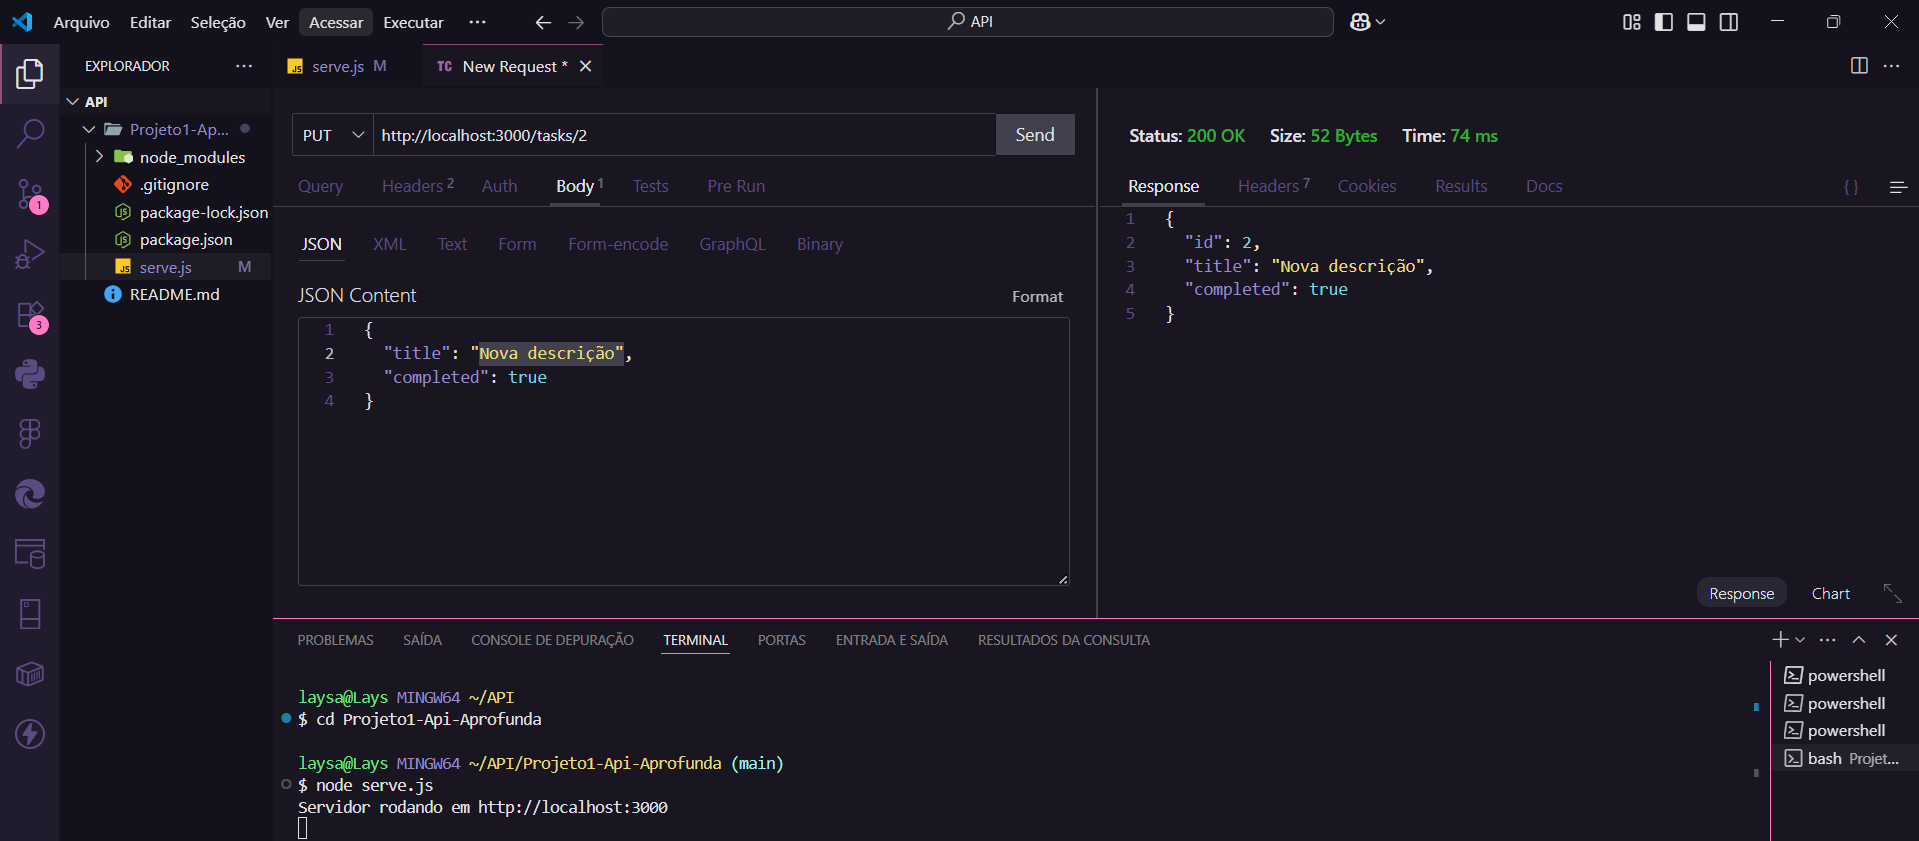 Arquivo Editar Seleção Ver Acessar Executar ··· API
EXPLORADOR ···
API
Projeto1-Ap...
node_modules
.gitignore
package-lock.json
package.json
serve.js M
README.md
1
3
serve.js M
TC New Request *
PUT http://localhost:3000/tasks/2 Send
Query Headers 2 Auth Body 1 Tests Pre Run
JSON XML Text Form Form-encode GraphQL Binary
JSON Content Format
1 {
2 "title": "Nova descrição",
3 "completed": true
4 }
Status: 200 OK Size: 52 Bytes Time: 74 ms
Response Headers 7 Cookies Results Docs { }
1 {
2 "id": 2,
3 "title": "Nova descrição",
4 "completed": true
5 }
Response Chart
PROBLEMAS SAÍDA CONSOLE DE DEPURAÇÃO TERMINAL PORTAS ENTRADA E SAÍDA RESULTADOS DA CONSULTA
laysa@Lays MINGW64 ~/API
$ cd Projeto1-Api-Aprofunda
laysa@Lays MINGW64 ~/API/Projeto1-Api-Aprofunda (main)
$ node serve.js
Servidor rodando em http://localhost:3000
powershell
powershell
powershell
bash Projet...